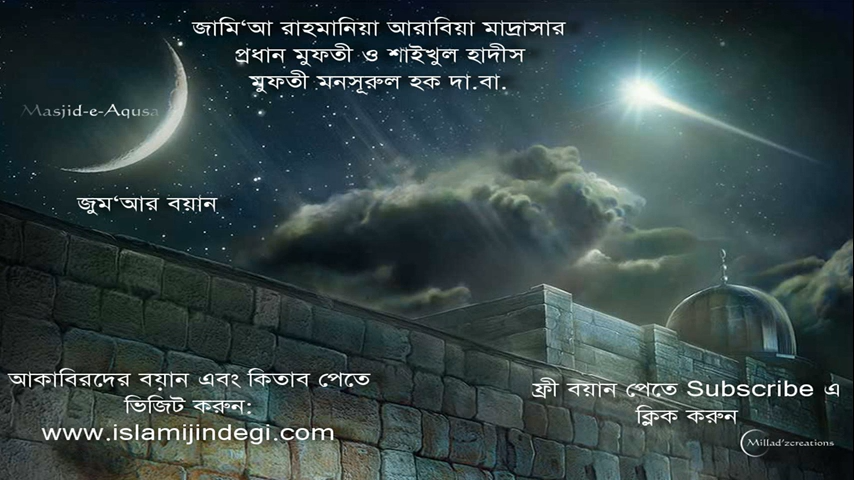 জামি‘আ রাহমানিয়া আরাবিয়া মাদ্রাসার
প্রধান মুফতী ও শাইখুল হাদীস
মুফতী মনসূরুল হক দা.বা.
Masjid-e-Aqusa
জুম‘আর বয়ান
আকাবিরদের বয়ান এবং কিতাব পেতে
ভিজিট করুন:
www.islamijindegi.com
ফ্রী বয়ান পেতে Subscribe এ
ক্লিক করুন
Millad'zcreations